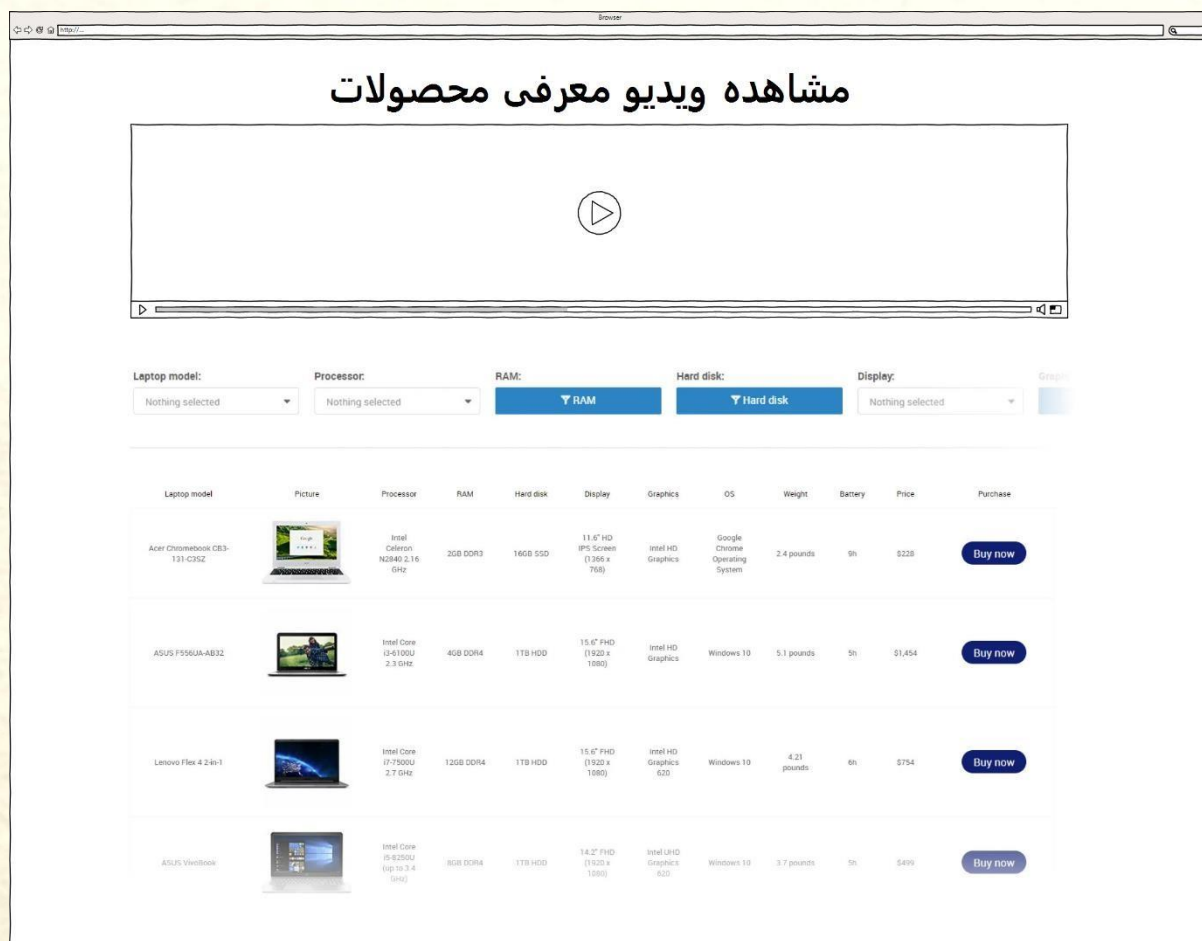 Browser
http://...
مشاهده ویدیو معرفی محصولات
Laptop model: Processor: RAM: Hard disk: Display:
Nothing selected Nothing selected RAM Hard disk Nothing selected
Laptop model Picture Processor RAM Hard disk Display Graphics OS Weight Battery Price Purchase
Acer Chromebook CB3-
131-C3SZ
Intel
Celeron
N2840 2.16
GHz
2GB DDR3
16GB SSD
11.6" HD
IPS Screen
(1366 x
768)
Intel HD
Graphics
Google
Chrome
Operating
System
2.4 pounds
9h
$228
Buy now
ASUS F556UA-AB32
Intel Core
i3-6100U
2.3 GHz
4GB DDR4
1TB HDD
15.6" FHD
(1920 x
1080)
Intel HD
Graphics
Windows 10
5.1 pounds
5h
$1,454
Buy now
Lenovo Flex 4 2-in-1
Intel Core
i7-7500U
2.7 GHz
12GB DDR4
1TB HDD
15.6" FHD
(1920 x
1080)
Intel HD
Graphics
620
Windows 10
4.21
pounds
6h
$754
Buy now
ASUS VivoBook
Intel Core
i5-8250U
(up to 3.4
GHz)
8GB DDR4
1TB HDD
14.2" FHD
(1920 x
1080)
Intel UHD
Graphics
620
Windows 10
3.7 pounds
5h
$499
Buy now